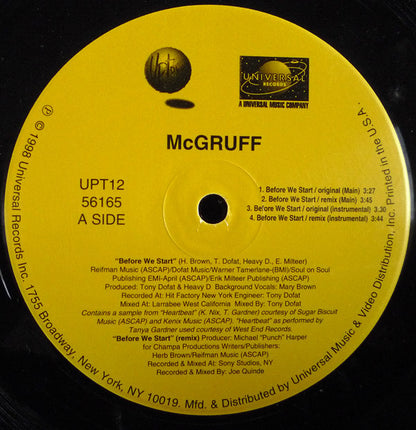 Uptown
UNIVERSAL
RECORDS
A UNIVERSAL MUSIC COMPANY
McGRUFF
UPT12
56165
A SIDE
1. Before We Start / original (Main) 3:27
2. Before We Start / remix (Main) 3:45
3. Before We Start / original (instrumental) 3:30
4. Before We Start / remix (instrumental) 3:44
"Before We Start" (H. Brown, T. Dofat, Heavy D., E. Milteer)
Reifman Music (ASCAP)/Dofat Music/Warner Tamerlane-(BMI)/Soul on Soul
Publishing EMI-April (ASCAP)/Erik Milteer Publishing (ASCAP)
Produced: Tony Dofat & Heavy D. Background Vocals: Mary Brown
Recorded At: Hit Factory New York Engineer: Tony Dofat
Mixed At: Larrabee West California Mixed By: Tony Dofat
Contains a sample from "Heartbeat" (K. Nix, T. Gardner) courtesy of Sugar Biscuit
Music (ASCAP) and Kenix Music (ASCAP). "Heartbeat" as performed by
Tanya Gardner used courtesy of West End Records.
"Before We Start" (remix) Producer: Michael "Punch" Harper
for Champa Productions Writers/Publishers:
Herb Brown/Reifman Music (ASCAP)
Recorded & Mixed At: Sony Studios, NY
Recorded & Mixed By: Joe Quinde
℗ © 1998 Universal Records Inc. 1755 Broadway, New York, NY 10019. Mfd. & Distributed by Universal Music & Video Distribution, Inc. Printed in the U.S.A.